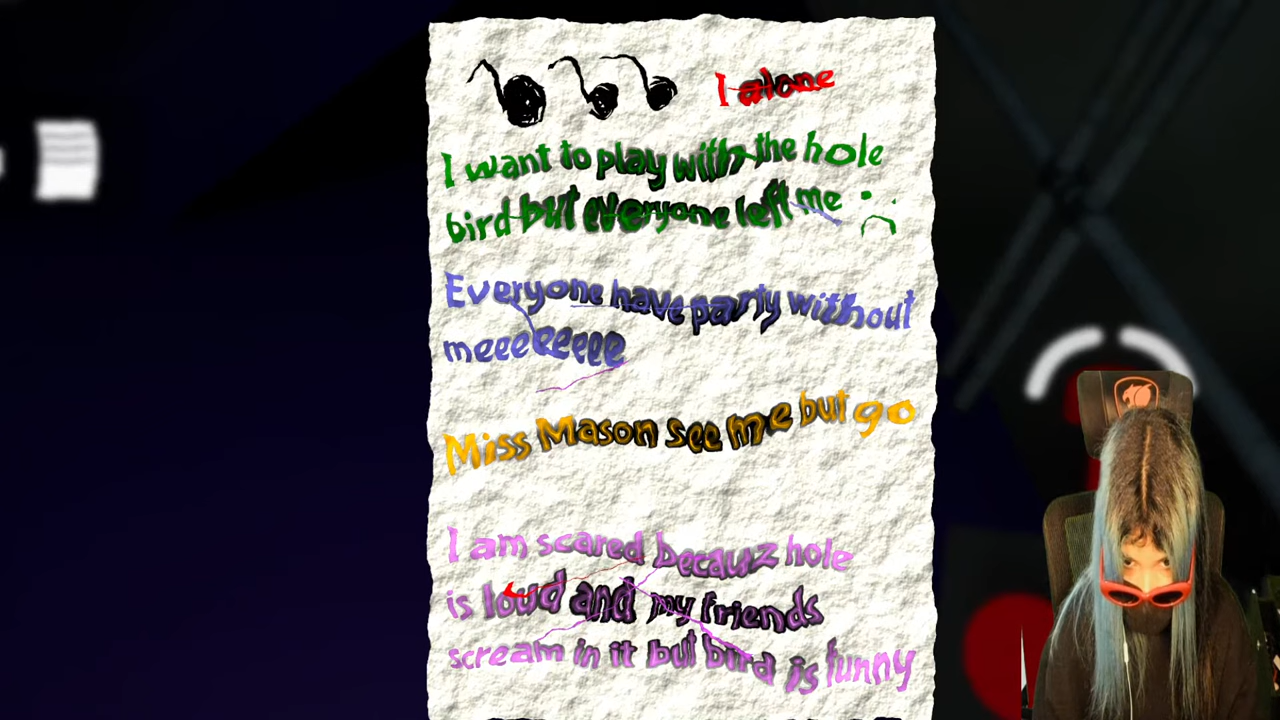 I alone
I want to play with the hole
bird but everyone left me
Everyone have party without
meeeeeeee
Miss Mason see me but go
I am scared becauz hole
is loud and my friends
scream in it but bird is funny